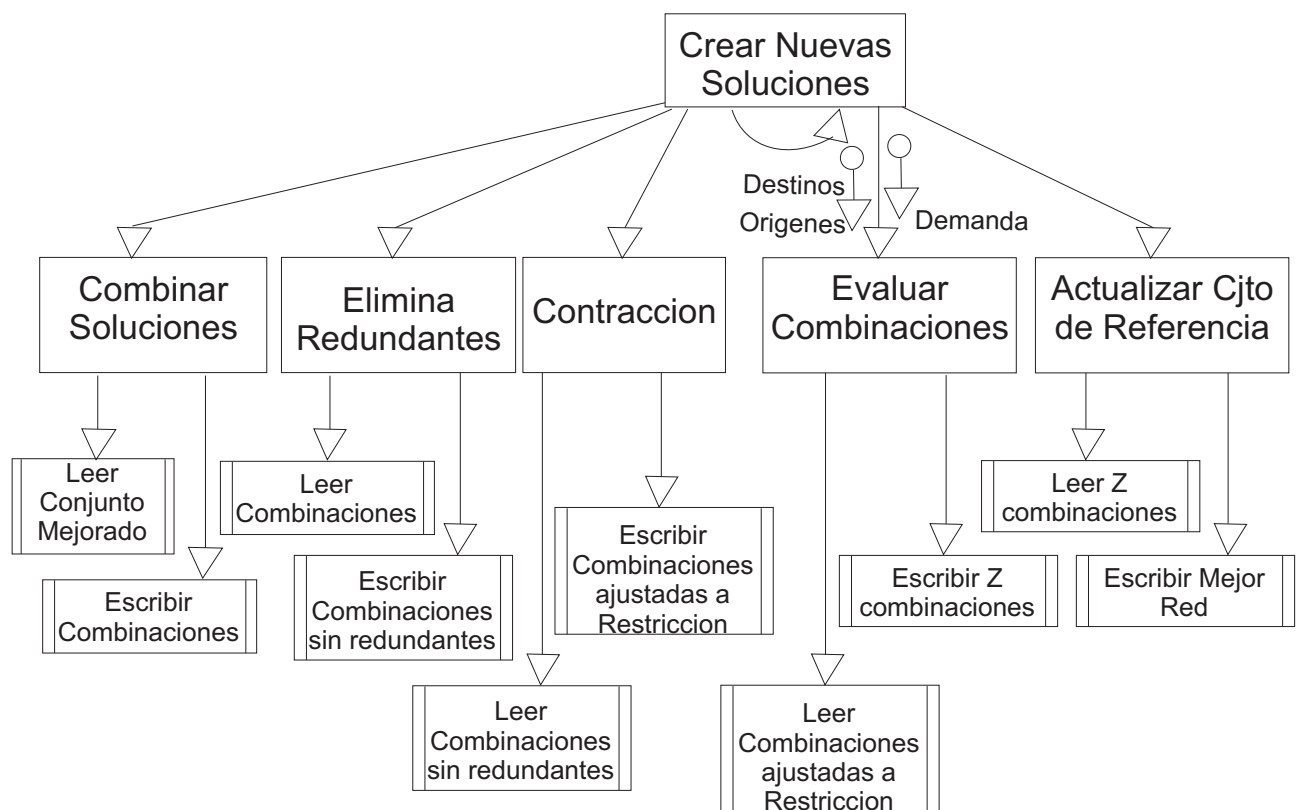 Crear Nuevas
Soluciones
Destinos
Origenes
Demanda
Combinar
Soluciones
Elimina
Redundantes
Contraccion
Evaluar
Combinaciones
Actualizar Cjto
de Referencia
Leer
Conjunto
Mejorado
Escribir
Combinaciones
Leer
Combinaciones
Escribir
Combinaciones
sin redundantes
Leer
Combinaciones
sin redundantes
Escribir
Combinaciones
ajustadas a
Restriccion
Leer
Combinaciones
ajustadas a
Restriccion
Escribir Z
combinaciones
Leer Z
combinaciones
Escribir Mejor
Red